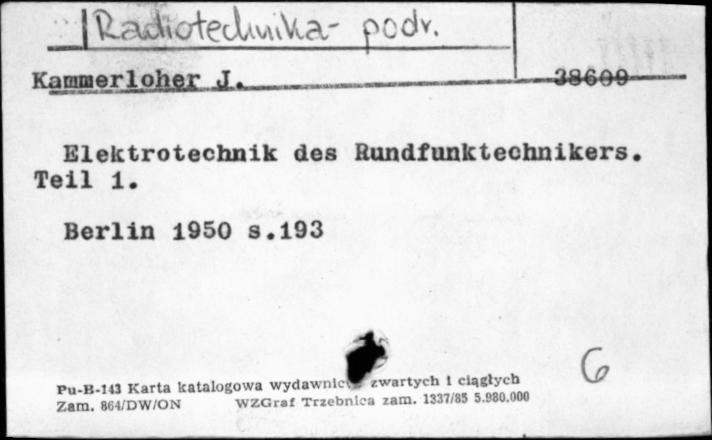 Radiotechnika - podr.
Kammerloher J. 38609
Elektrotechnik des Rundfunktechnikers.
Teil 1.
Berlin 1950 s.193
6
Pu-B-143 Karta katalogowa zwartych i ciągłych
Zam. 864/DW/ON WZGraf Trzebnica zam. 1337/85 5.980.000